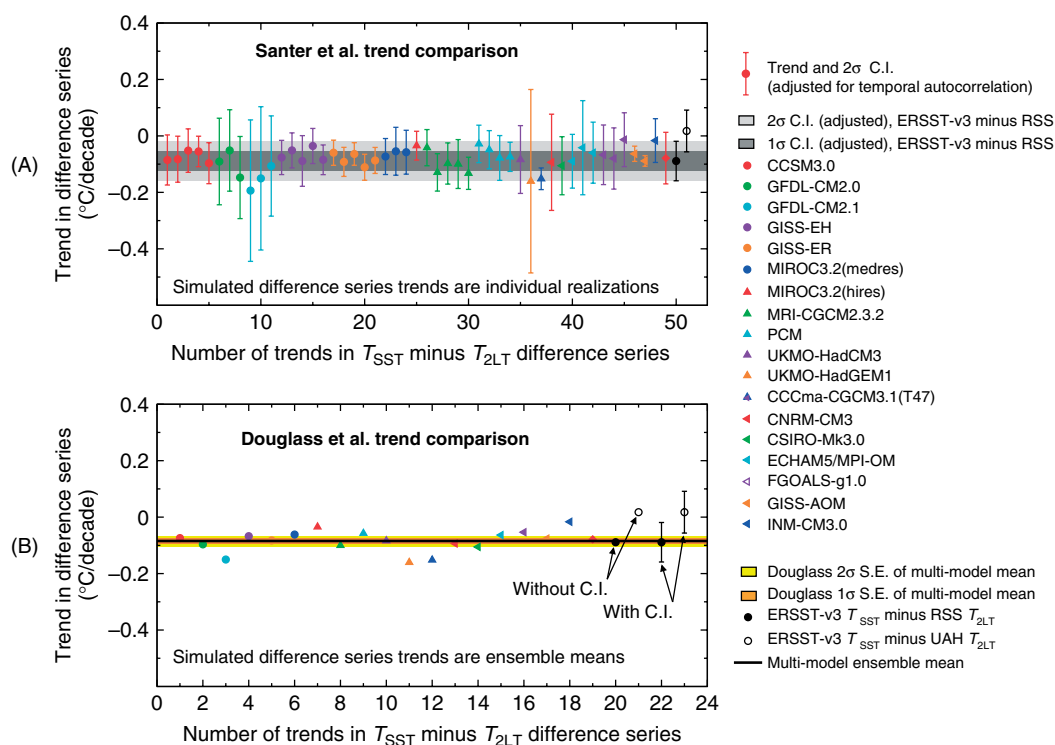 (A)
Santer et al. trend comparison
0.4
0.2
0
−0.2
−0.4
Trend in difference series
(°C/decade)
Simulated difference series trends are individual realizations
0 10 20 30 40 50
Number of trends in T_SST minus T_2LT difference series
(B)
Douglass et al. trend comparison
0.4
0.2
0
−0.2
−0.4
Trend in difference series
(°C/decade)
Without C.I.
With C.I.
Simulated difference series trends are ensemble means
0 2 4 6 8 10 12 14 16 18 20 22 24
Number of trends in T_SST minus T_2LT difference series
Trend and 2σ C.I.
(adjusted for temporal autocorrelation)
2σ C.I. (adjusted), ERSST-v3 minus RSS
1σ C.I. (adjusted), ERSST-v3 minus RSS
CCSM3.0
GFDL-CM2.0
GFDL-CM2.1
GISS-EH
GISS-ER
MIROC3.2(medres)
MIROC3.2(hires)
MRI-CGCM2.3.2
PCM
UKMO-HadCM3
UKMO-HadGEM1
CCCma-CGCM3.1(T47)
CNRM-CM3
CSIRO-Mk3.0
ECHAM5/MPI-OM
FGOALS-g1.0
GISS-AOM
INM-CM3.0
Douglass 2σ S.E. of multi-model mean
Douglass 1σ S.E. of multi-model mean
ERSST-v3 T_SST minus RSS T_2LT
ERSST-v3 T_SST minus UAH T_2LT
Multi-model ensemble mean